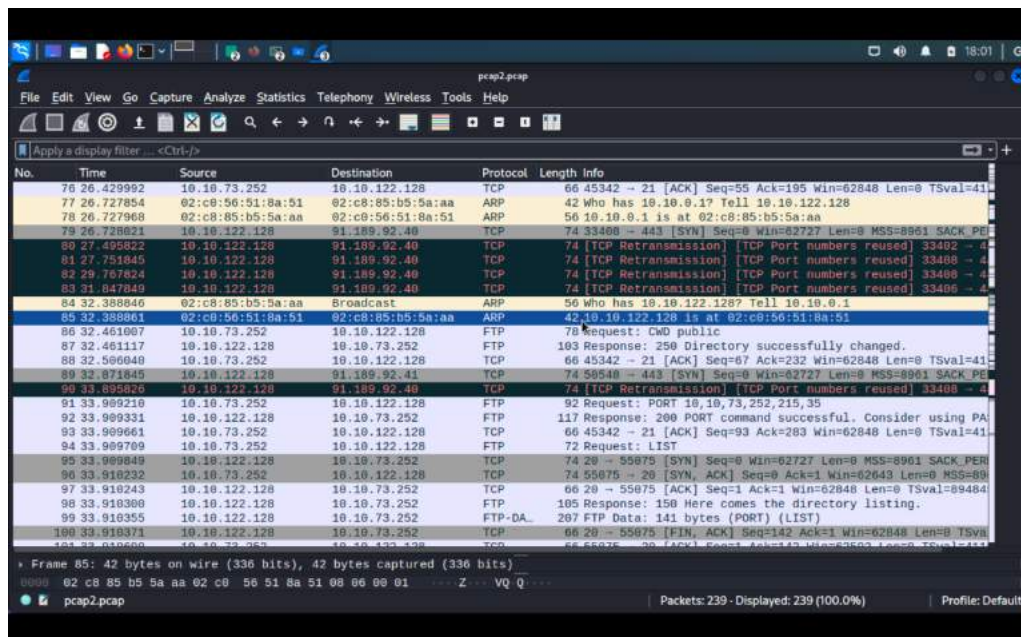 18:01
pcap2.pcap
File Edit View Go Capture Analyze Statistics Telephony Wireless Tools Help
Apply a display filter ... <Ctrl-/>
No. Time Source Destination Protocol Length Info
76 26.429992 10.10.73.252 10.10.122.128 TCP 66 45342 → 21 [ACK] Seq=55 Ack=195 Win=62848 Len=0 TSval=41
77 26.727854 02:c0:56:51:8a:51 02:c8:85:b5:5a:aa ARP 42 Who has 10.10.0.1? Tell 10.10.122.128
78 26.727968 02:c8:85:b5:5a:aa 02:c0:56:51:8a:51 ARP 56 10.10.0.1 is at 02:c8:85:b5:5a:aa
79 26.728021 10.10.122.128 91.189.92.40 TCP 74 33408 → 443 [SYN] Seq=0 Win=62727 Len=0 MSS=8961 SACK_PE
80 27.495822 10.10.122.128 91.189.92.40 TCP 74 [TCP Retransmission] [TCP Port numbers reused] 33402 → 4
81 27.751845 10.10.122.128 91.189.92.40 TCP 74 [TCP Retransmission] [TCP Port numbers reused] 33408 → 4
82 29.767824 10.10.122.128 91.189.92.40 TCP 74 [TCP Retransmission] [TCP Port numbers reused] 33408 → 4
83 31.847849 10.10.122.128 91.189.92.40 TCP 74 [TCP Retransmission] [TCP Port numbers reused] 33406 → 4
84 32.388846 02:c8:85:b5:5a:aa Broadcast ARP 56 Who has 10.10.122.128? Tell 10.10.0.1
85 32.388861 02:c0:56:51:8a:51 02:c8:85:b5:5a:aa ARP 42 10.10.122.128 is at 02:c0:56:51:8a:51
86 32.461007 10.10.73.252 10.10.122.128 FTP 78 Request: CWD public
87 32.461117 10.10.122.128 10.10.73.252 FTP 103 Response: 250 Directory successfully changed.
88 32.506040 10.10.73.252 10.10.122.128 TCP 66 45342 → 21 [ACK] Seq=67 Ack=232 Win=62848 Len=0 TSval=41
89 32.871845 10.10.122.128 91.189.92.41 TCP 74 50540 → 443 [SYN] Seq=0 Win=62727 Len=0 MSS=8961 SACK_PE
90 33.895826 10.10.122.128 91.189.92.40 TCP 74 [TCP Retransmission] [TCP Port numbers reused] 33408 → 4
91 33.909210 10.10.73.252 10.10.122.128 FTP 92 Request: PORT 10,10,73,252,215,35
92 33.909331 10.10.122.128 10.10.73.252 FTP 117 Response: 200 PORT command successful. Consider using PA
93 33.909661 10.10.73.252 10.10.122.128 TCP 66 45342 → 21 [ACK] Seq=93 Ack=283 Win=62848 Len=0 TSval=41
94 33.909709 10.10.73.252 10.10.122.128 FTP 72 Request: LIST
95 33.909849 10.10.122.128 10.10.73.252 TCP 74 20 → 55075 [SYN] Seq=0 Win=62727 Len=0 MSS=8961 SACK_PER
96 33.910232 10.10.73.252 10.10.122.128 TCP 74 55075 → 20 [SYN, ACK] Seq=0 Ack=1 Win=62643 Len=0 MSS=89
97 33.910243 10.10.122.128 10.10.73.252 TCP 66 20 → 55075 [ACK] Seq=1 Ack=1 Win=62848 Len=0 TSval=89484
98 33.910300 10.10.122.128 10.10.73.252 FTP 105 Response: 150 Here comes the directory listing.
99 33.910355 10.10.122.128 10.10.73.252 FTP-DA… 207 FTP Data: 141 bytes (PORT) (LIST)
100 33.910371 10.10.122.128 10.10.73.252 TCP 66 20 → 55075 [FIN, ACK] Seq=142 Ack=1 Win=62848 Len=0 TSva
Frame 85: 42 bytes on wire (336 bits), 42 bytes captured (336 bits)
0000 02 c8 85 b5 5a aa 02 c0 56 51 8a 51 08 06 00 01 ····Z··· VQ·Q····
pcap2.pcap Packets: 239 · Displayed: 239 (100.0%) Profile: Default